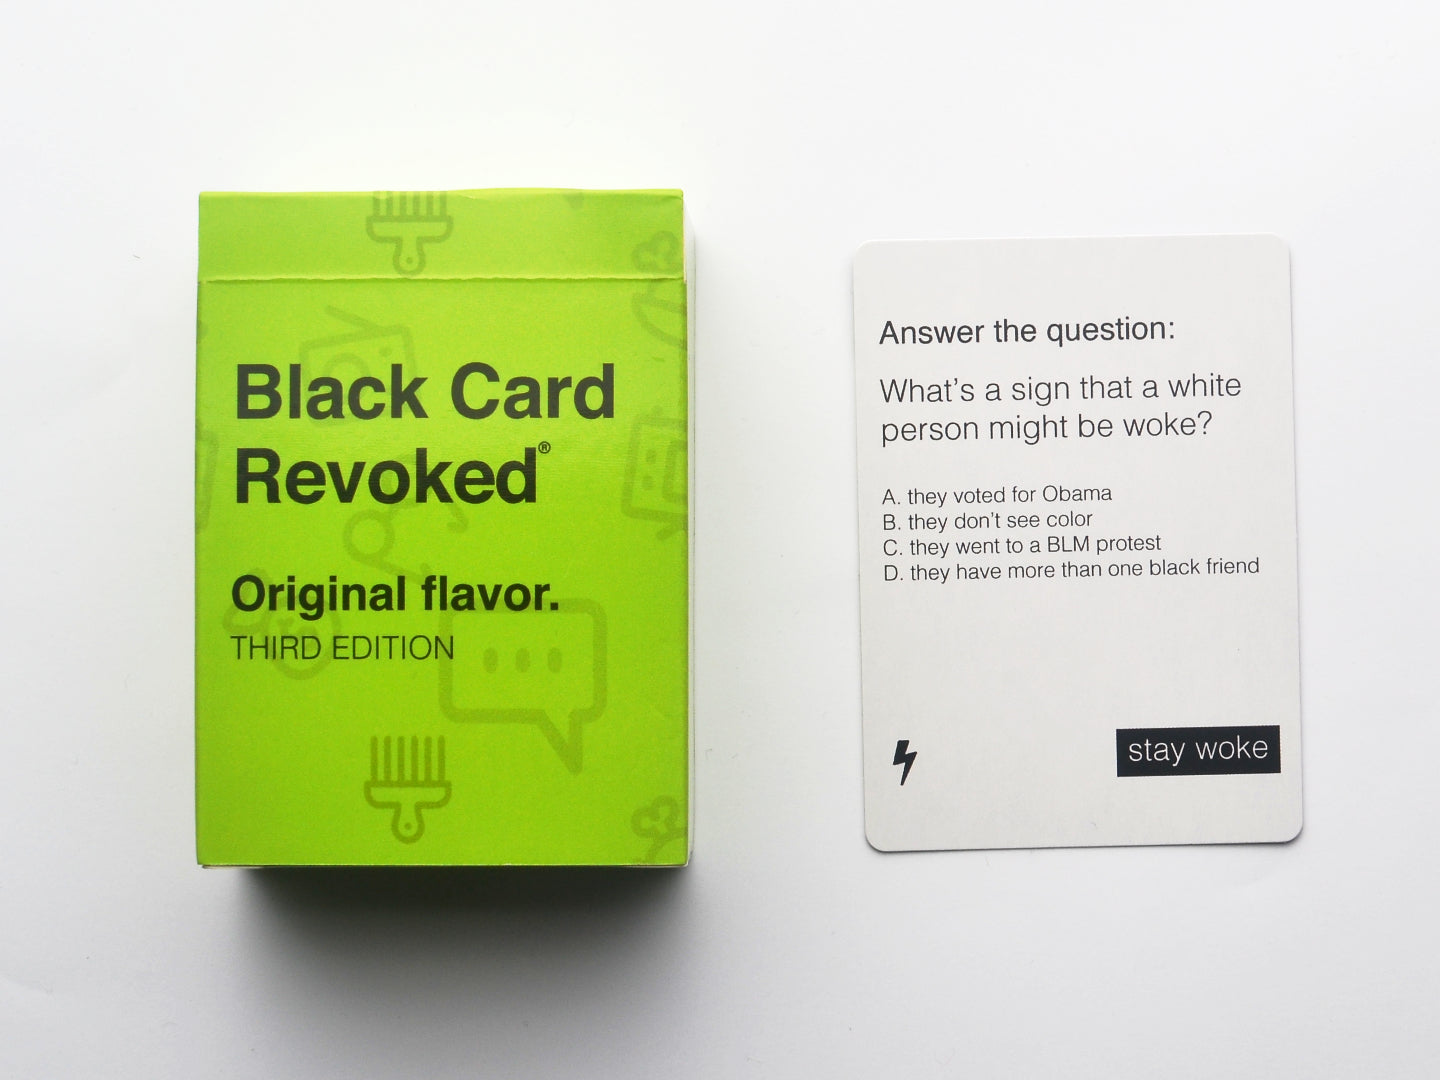 Black Card
Revoked®
Original flavor.
THIRD EDITION
Answer the question:
What's a sign that a white
person might be woke?
A. they voted for Obama
B. they don't see color
C. they went to a BLM protest
D. they have more than one black friend
stay woke